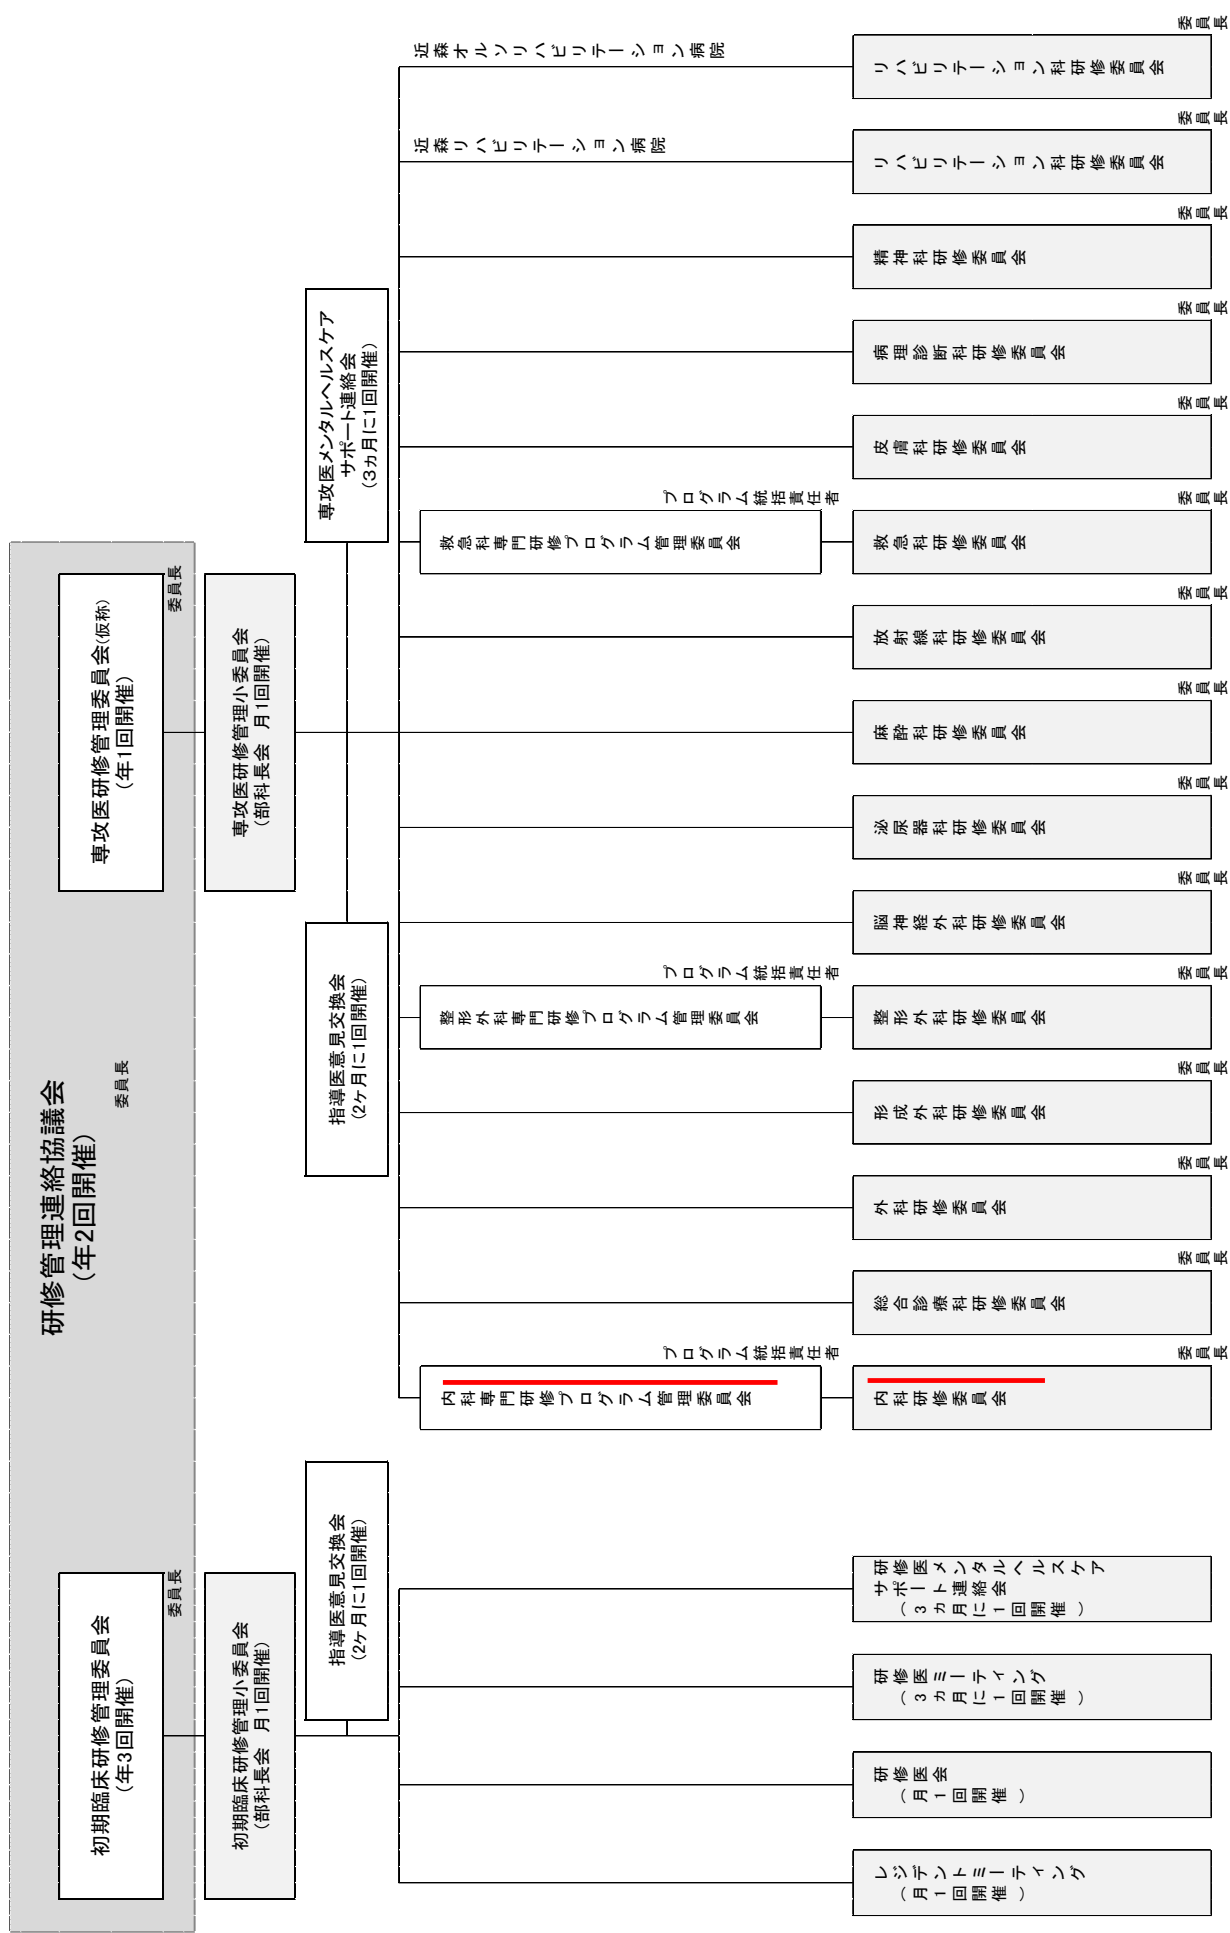 研修管理連絡協議会
(年2回開催)
委員長
初期臨床研修管理委員会
(年3回開催)
委員長
専攻医研修管理委員会(仮称)
(年1回開催)
委員長
初期臨床研修管理小委員会
(部科長会 月1回開催)
専攻医研修管理小委員会
(部科長会 月1回開催)
指導医意見交換会
(2ケ月に1回開催)
指導医意見交換会
(2ケ月に1回開催)
専攻医メンタルヘルスケア
サポート連絡会
(3ヵ月に1回開催)
レジデントミーティング
(月1回開催)
研修医会
(月1回開催)
研修医ミーティング
(3カ月に1回開催)
研修医メンタルヘルスケア
サポート連絡会
(3カ月に1回開催)
内科専門研修プログラム管理委員会
プログラム統括責任者
内科研修委員会
委員長
総合診療科研修委員会
委員長
外科研修委員会
委員長
形成外科研修委員会
委員長
整形外科専門研修プログラム管理委員会
プログラム統括責任者
整形外科研修委員会
委員長
脳神経外科研修委員会
委員長
泌尿器科研修委員会
委員長
麻酔科研修委員会
委員長
放射線科研修委員会
委員長
救急科専門研修プログラム管理委員会
プログラム統括責任者
救急科研修委員会
委員長
皮膚科研修委員会
委員長
病理診断科研修委員会
委員長
精神科研修委員会
委員長
近森リハビリテーション病院
リハビリテーション科研修委員会
委員長
近森オルソリハビリテーション病院
リハビリテーション科研修委員会
委員長